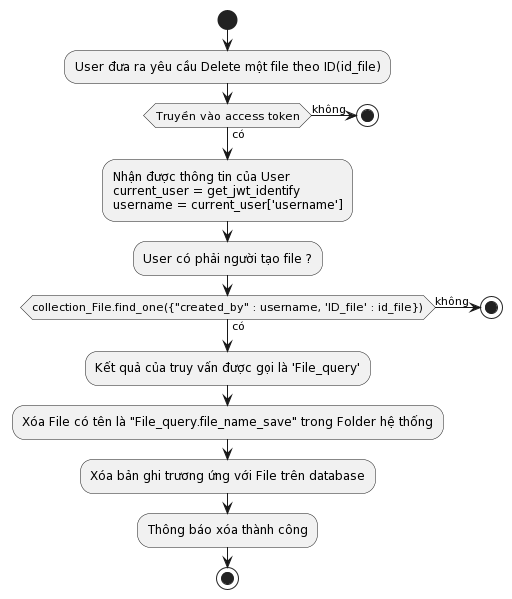 User đưa ra yêu cầu Delete một file theo ID(id_file)
Truyền vào access token
không
có
Nhận được thông tin của User
current_user = get_jwt_identify
username = current_user['username']
User có phải người tạo file ?
collection_File.find_one({"created_by" : username, 'ID_file' : id_file})
không
có
Kết quả của truy vấn được gọi là 'File_query'
Xóa File có tên là "File_query.file_name_save" trong Folder hệ thống
Xóa bản ghi trương ứng với File trên database
Thông báo xóa thành công